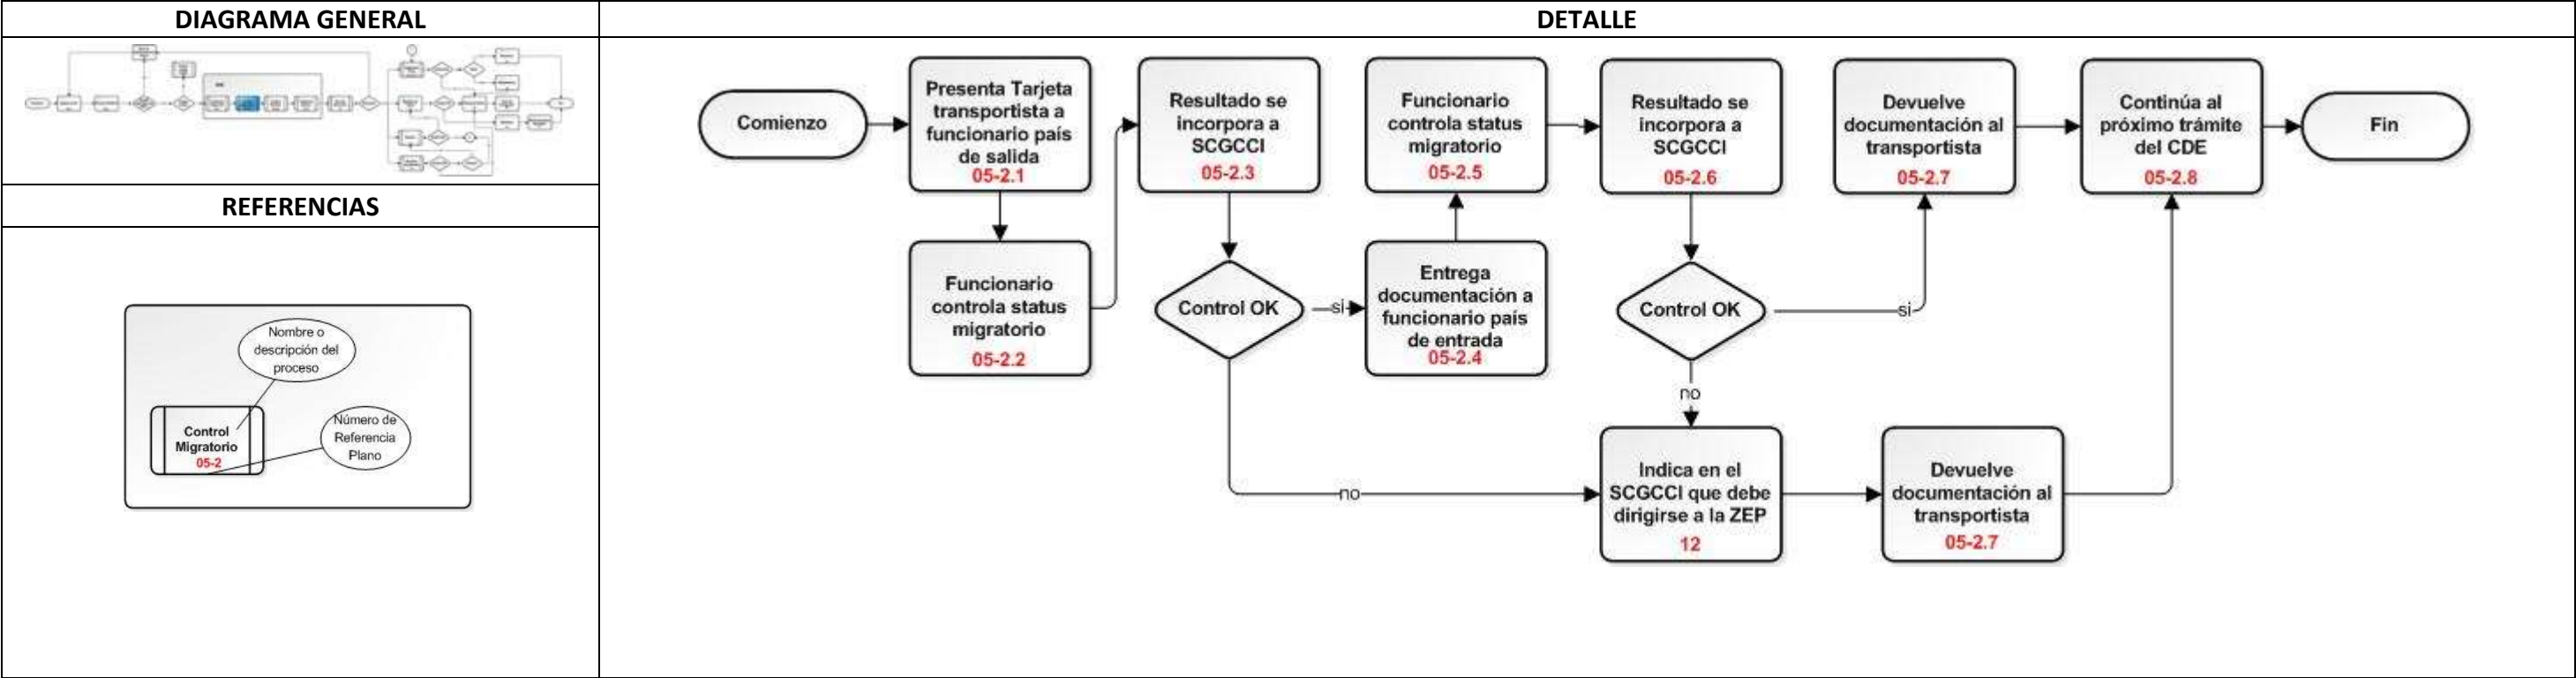 DIAGRAMA GENERAL
REFERENCIAS
Nombre o
descripción del
proceso
Control
Migratorio
05-2
Número de
Referencia
Plano
DETALLE
Comienzo
Presenta Tarjeta
transportista a
funcionario país
de salida
05-2.1
Funcionario
controla status
migratorio
05-2.2
Resultado se
incorpora a
SCGCCI
05-2.3
Control OK
si
no
Entrega
documentación a
funcionario país
de entrada
05-2.4
Funcionario
controla status
migratorio
05-2.5
Resultado se
incorpora a
SCGCCI
05-2.6
Control OK
si
no
Indica en el
SCGCCI que debe
dirigirse a la ZEP
12
Devuelve
documentación al
transportista
05-2.7
Devuelve
documentación al
transportista
05-2.7
Continúa al
próximo trámite
del CDE
05-2.8
Fin